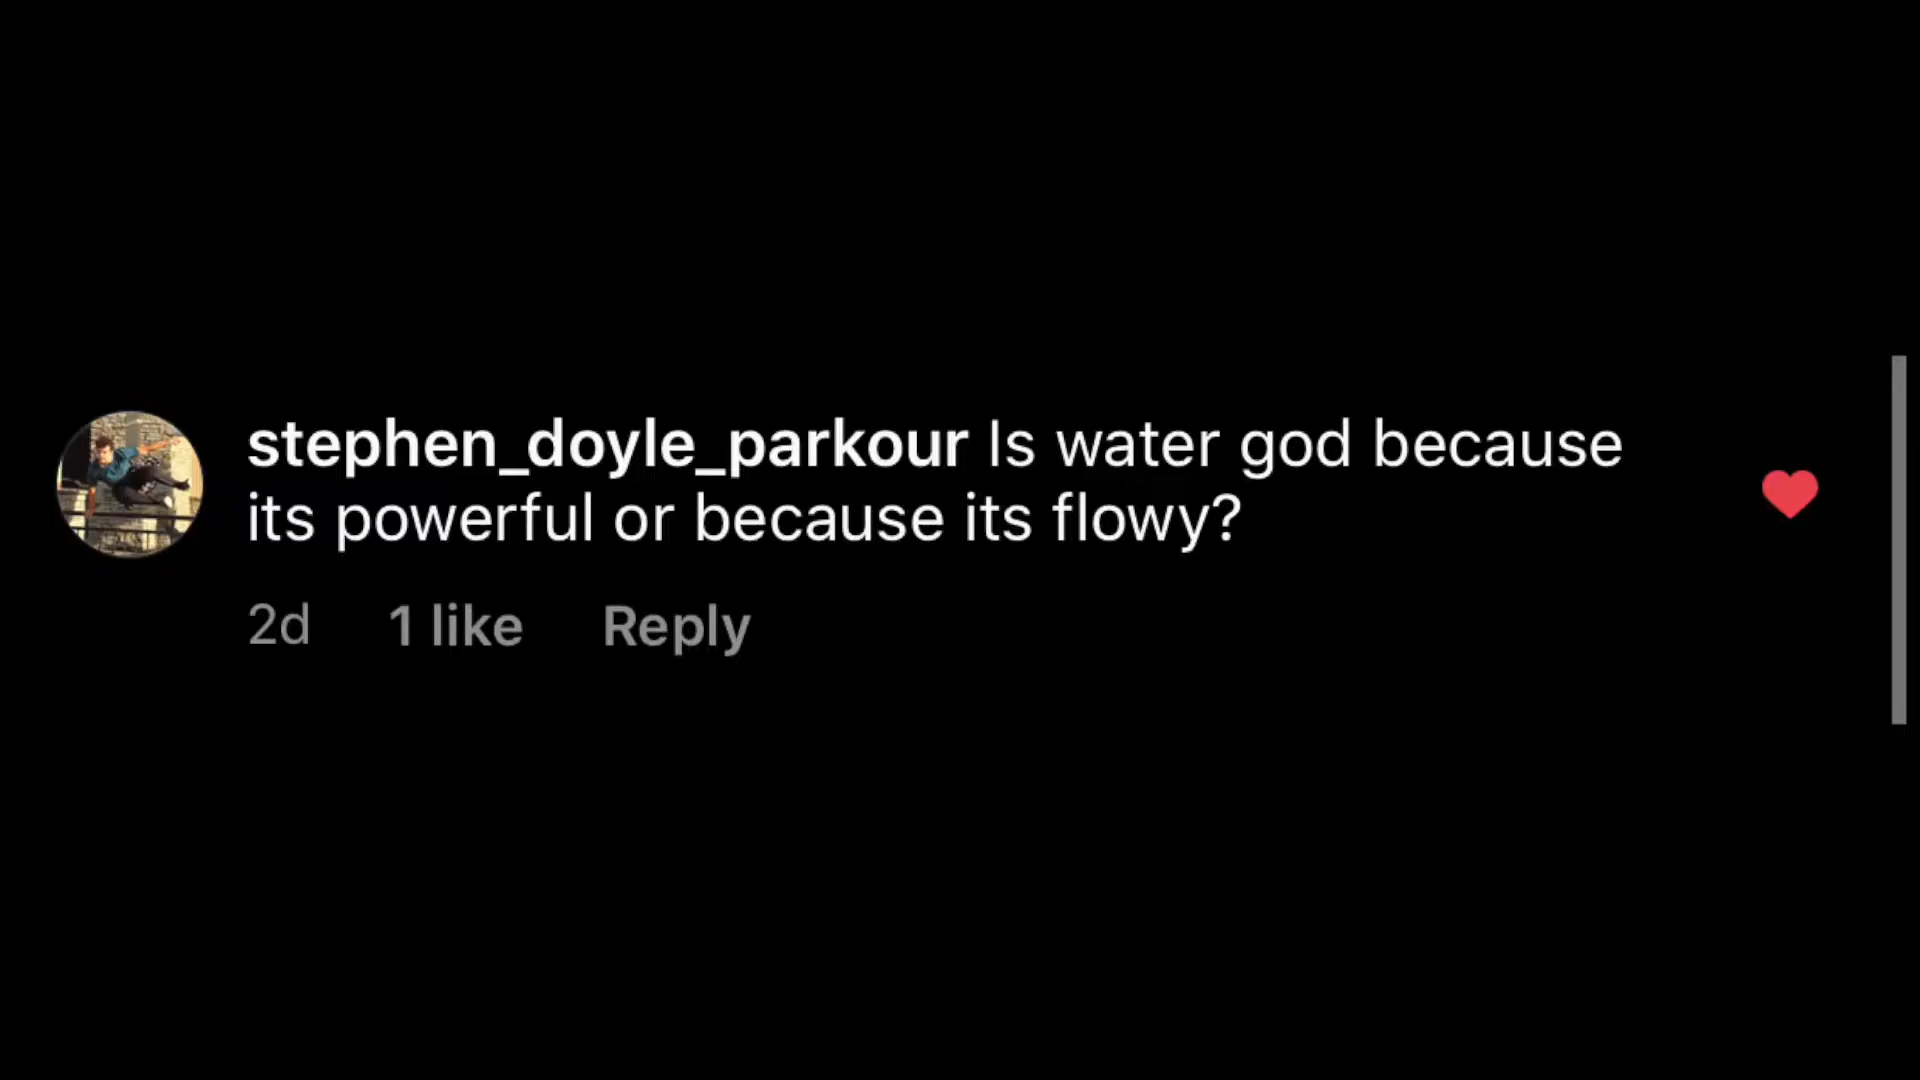 stephen_doyle_parkour Is water god because
its powerful or because its flowy?
2d 1 like Reply